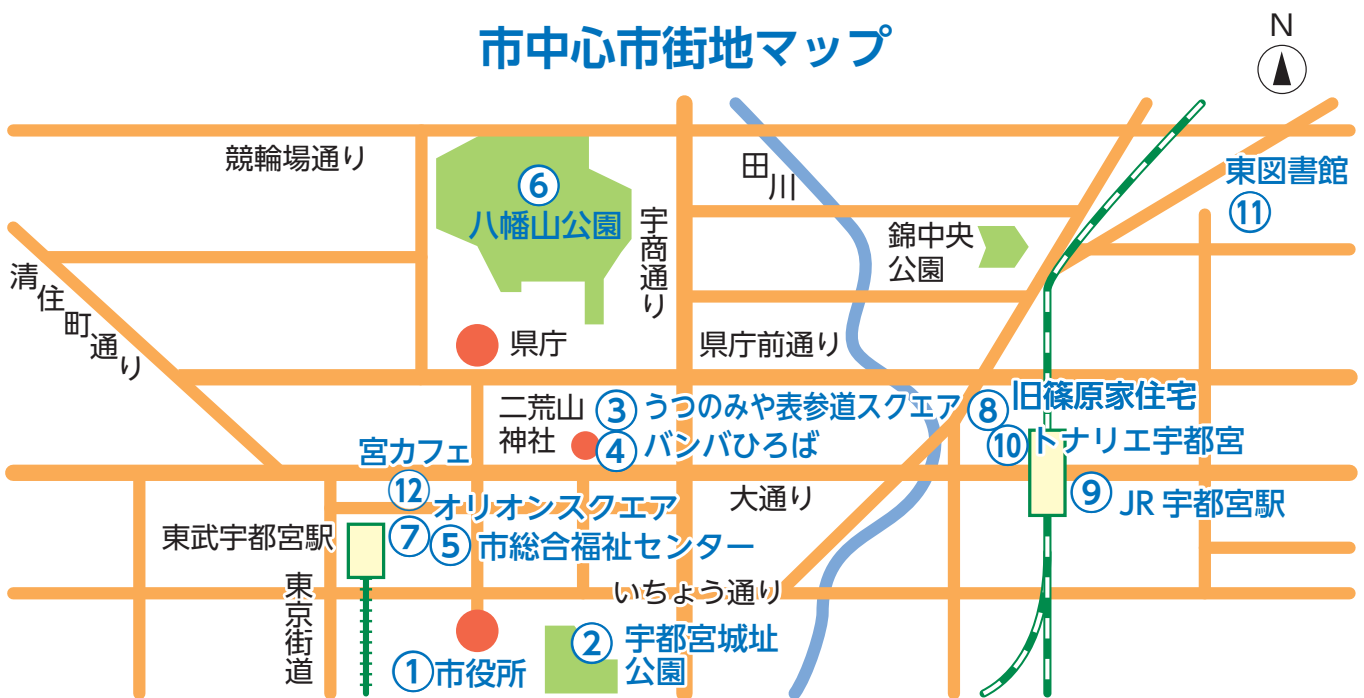 市中心市街地マップ
N
競輪場通り
田川
東図書館
⑪
⑥
八幡山公園
宇商通り
錦中央
公園
清住町通り
県庁
県庁前通り
二荒山
神社
③ うつのみや表参道スクエア
④ バンバひろば
⑧ 旧篠原家住宅
⑩ トナリエ宇都宮
宮カフェ
⑫
オリオンスクエア
大通り
⑨ JR 宇都宮駅
東武宇都宮駅
⑦
⑤ 市総合福祉センター
東京街道
いちょう通り
① 市役所
② 宇都宮城址
公園